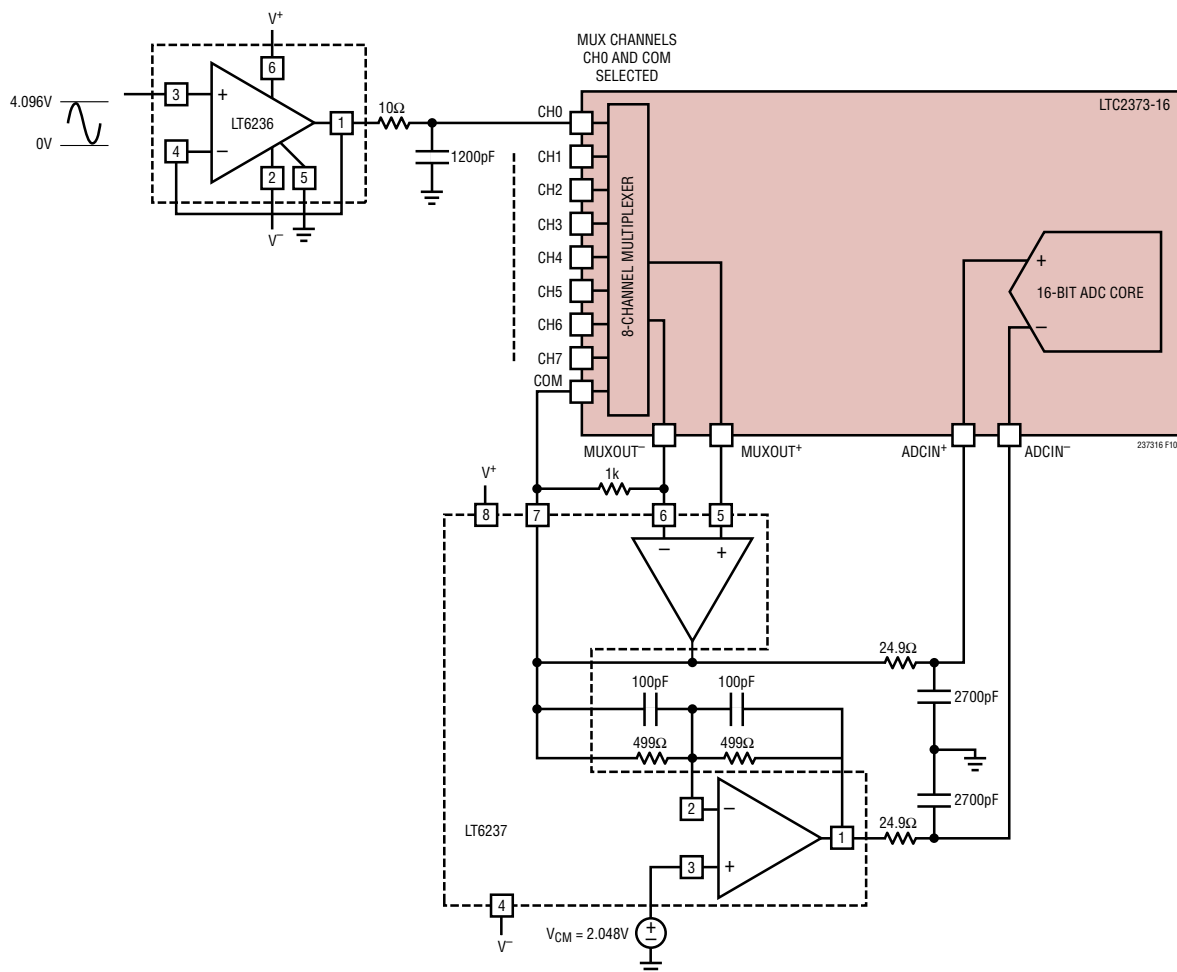 V+
6
3
+
4.096V
0V
LT6236
1
4
−
2
5
V−
10Ω
1200pF
MUX CHANNELS
CH0 AND COM
SELECTED
LTC2373-16
CH0
CH1
CH2
CH3
CH4
CH5
CH6
CH7
COM
8-CHANNEL MULTIPLEXER
+
16-BIT ADC CORE
−
237316 F10
MUXOUT−
MUXOUT+
ADCIN+
ADCIN−
1k
V+
8
7
6
5
−
+
24.9Ω
2700pF
100pF
100pF
499Ω
499Ω
2700pF
2
−
LT6237
1
24.9Ω
3
+
4
V−
VCM = 2.048V
+
−